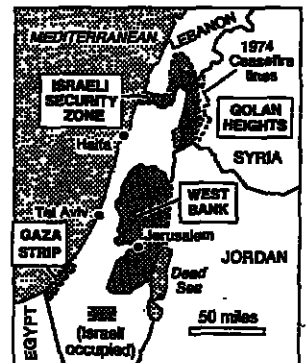 MEDITERRANEAN
LEBANON
1974
Ceasefire
lines
ISRAELI
SECURITY
ZONE
GOLAN
HEIGHTS
Haifa
SYRIA
WEST
BANK
Tel Aviv
GAZA
STRIP
Jerusalem
JORDAN
Dead
Sea
EGYPT
(Israeli
occupied)
50 miles